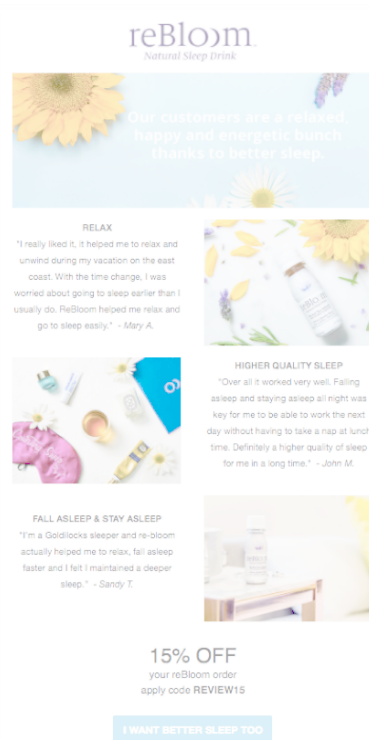 reBloom
Natural Sleep Drink
Our customers are a relaxed,
happy and energetic bunch
thanks to better sleep.
RELAX
"I really liked it, it helped me to relax and
unwind during my vacation on the east
coast. With the time change, I was
worried about going to sleep earlier than I
usually do. ReBloom helped me relax and
go to sleep easily." - Mary A.
HIGHER QUALITY SLEEP
"Over all it worked very well. Falling
asleep and staying asleep all night was
key for me to be able to work the next
day without having to take a nap at lunch
time. Definitely a higher quality of sleep
for me in a long time." - John M.
FALL ASLEEP & STAY ASLEEP
"I'm a Goldilocks sleeper and re-bloom
actually helped me to relax, fall asleep
faster and I felt I maintained a deeper
sleep." - Sandy T.
15% OFF
your reBloom order
apply code REVIEW15
I WANT BETTER SLEEP TOO